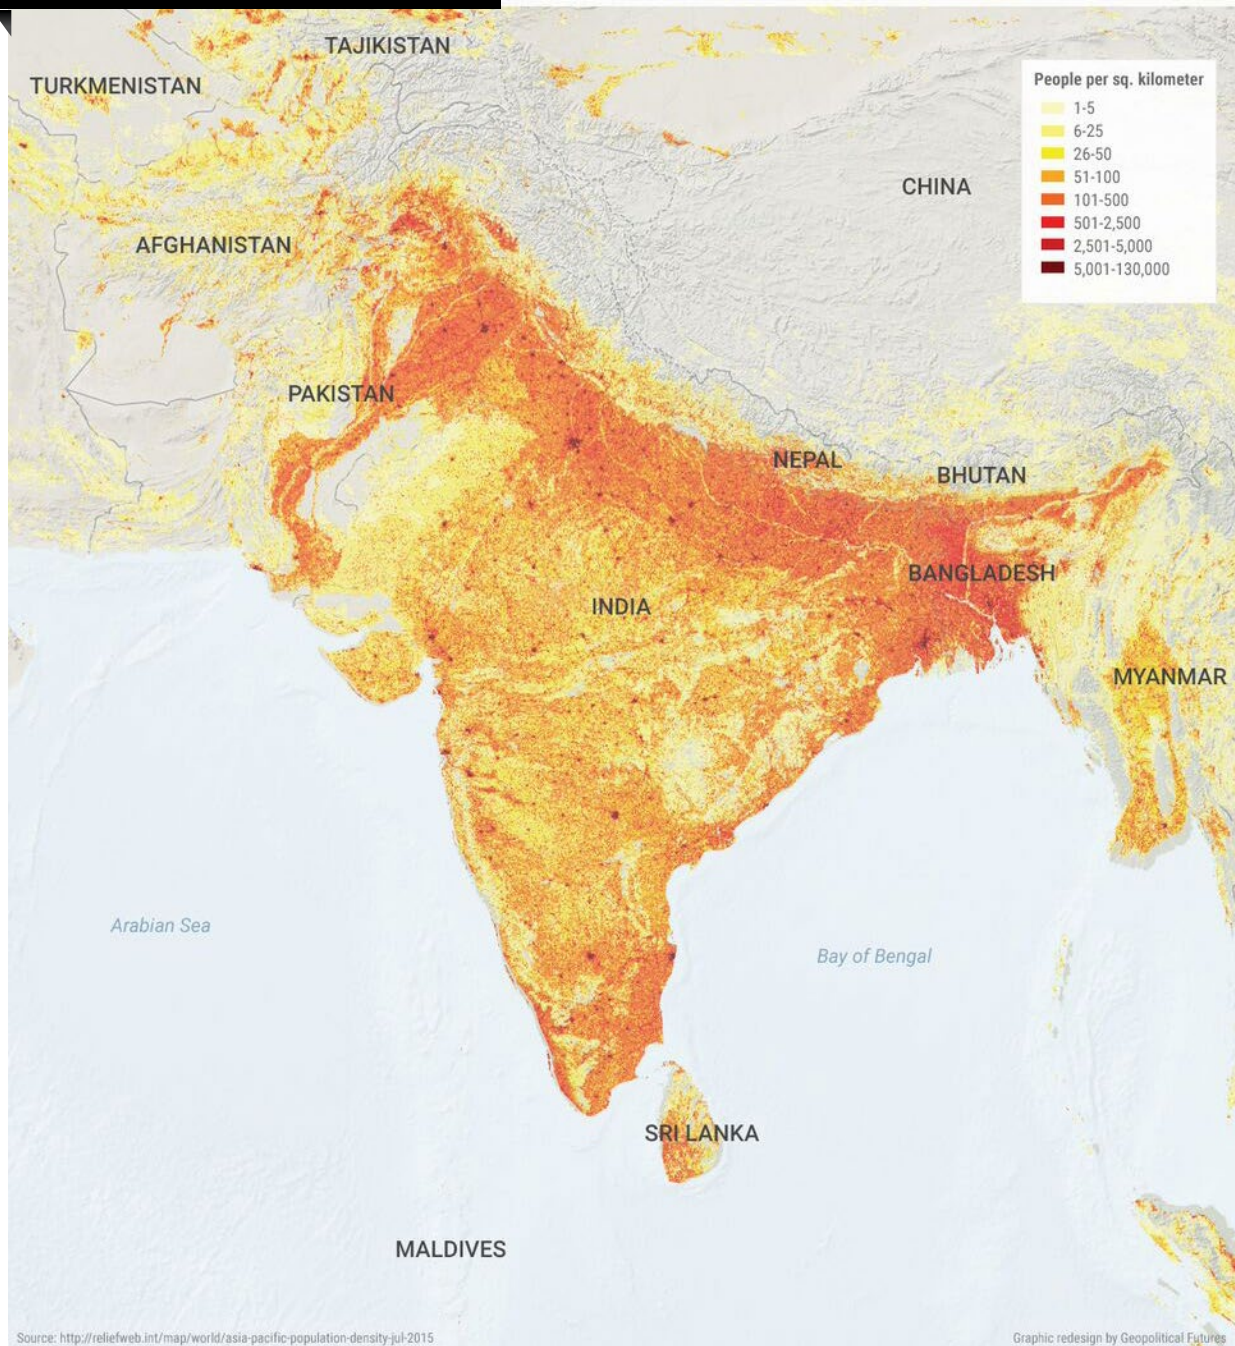 TAJIKISTAN
TURKMENISTAN
People per sq. kilometer
1-5
6-25
26-50
51-100
101-500
501-2,500
2,501-5,000
5,001-130,000
CHINA
AFGHANISTAN
PAKISTAN
NEPAL
BHUTAN
BANGLADESH
INDIA
MYANMAR
Arabian Sea
Bay of Bengal
SRI LANKA
MALDIVES
Source: http://reliefweb.int/map/world/asia-pacific-population-density-jul-2015
Graphic redesign by Geopolitical Futures